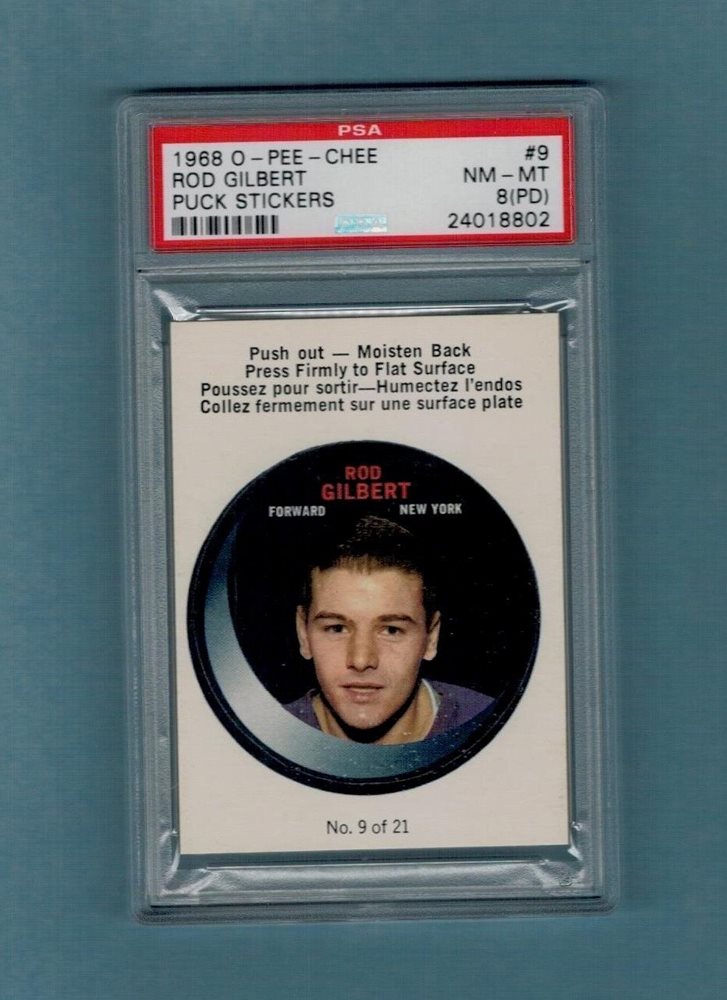 PSA
1968 O-PEE-CHEE #9
ROD GILBERT NM-MT
PUCK STICKERS 8(PD)
24018802
Push out — Moisten Back
Press Firmly to Flat Surface
Poussez pour sortir—Humectez l'endos
Collez fermement sur une surface plate
ROD
GILBERT
FORWARD NEW YORK
No. 9 of 21